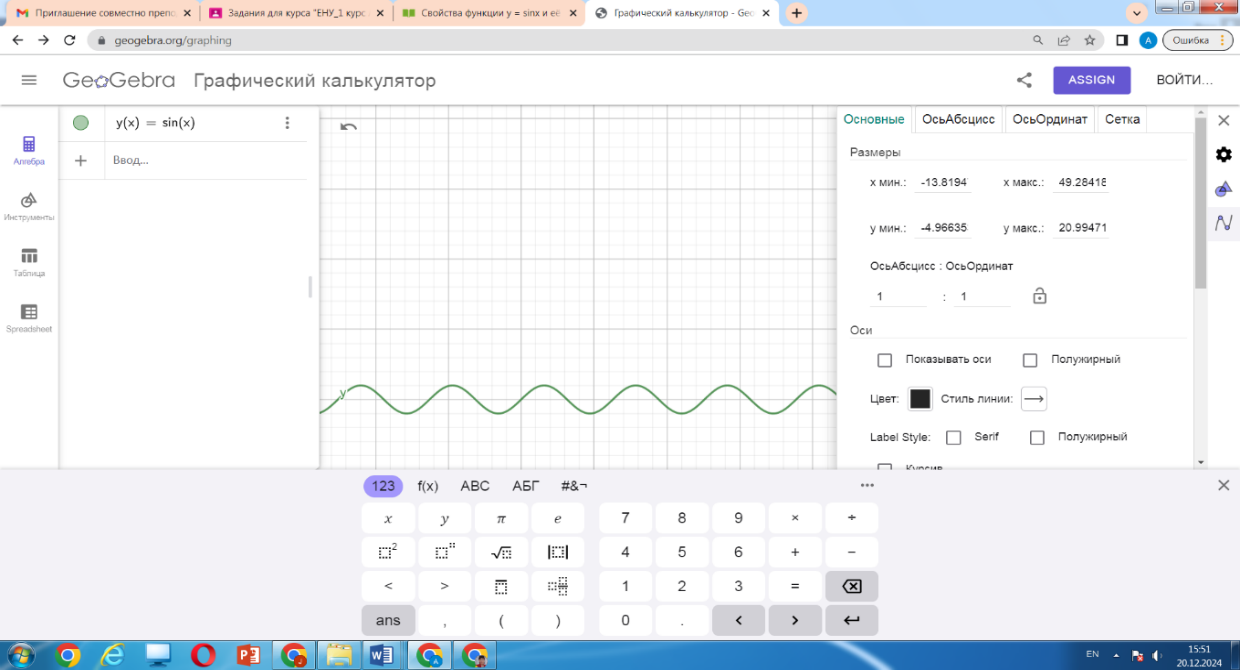 Приглашение совместно препо
Задания для курса "ЕНУ_1 курс
Свойства функции y = sinx и её
Графический калькулятор - Geo
geogebra.org/graphing
Ошибка
GeoGebra Графический калькулятор
ASSIGN
ВОЙТИ...
y(x) = sin(x)
Ввод...
Алгебра
Инструменты
Таблица
Spreadsheet
y
Основные ОсьАбсцисс ОсьОрдинат Сетка
Размеры
x мин.: -13.8194 x макс.: 49.28418
y мин.: -4.96635 y макс.: 20.99471
ОсьАбсцисс : ОсьОрдинат
1 : 1
Оси
Показывать оси Полужирный
Цвет: Стиль линии:
Label Style: Serif Полужирный
Курсив
123 f(x) ABC АБГ #&¬
x y π e 7 8 9 × ÷
2 √ 4 5 6 + −
< > 1 2 3 =
ans , ( ) 0 . < >
EN
15:51
20.12.2024